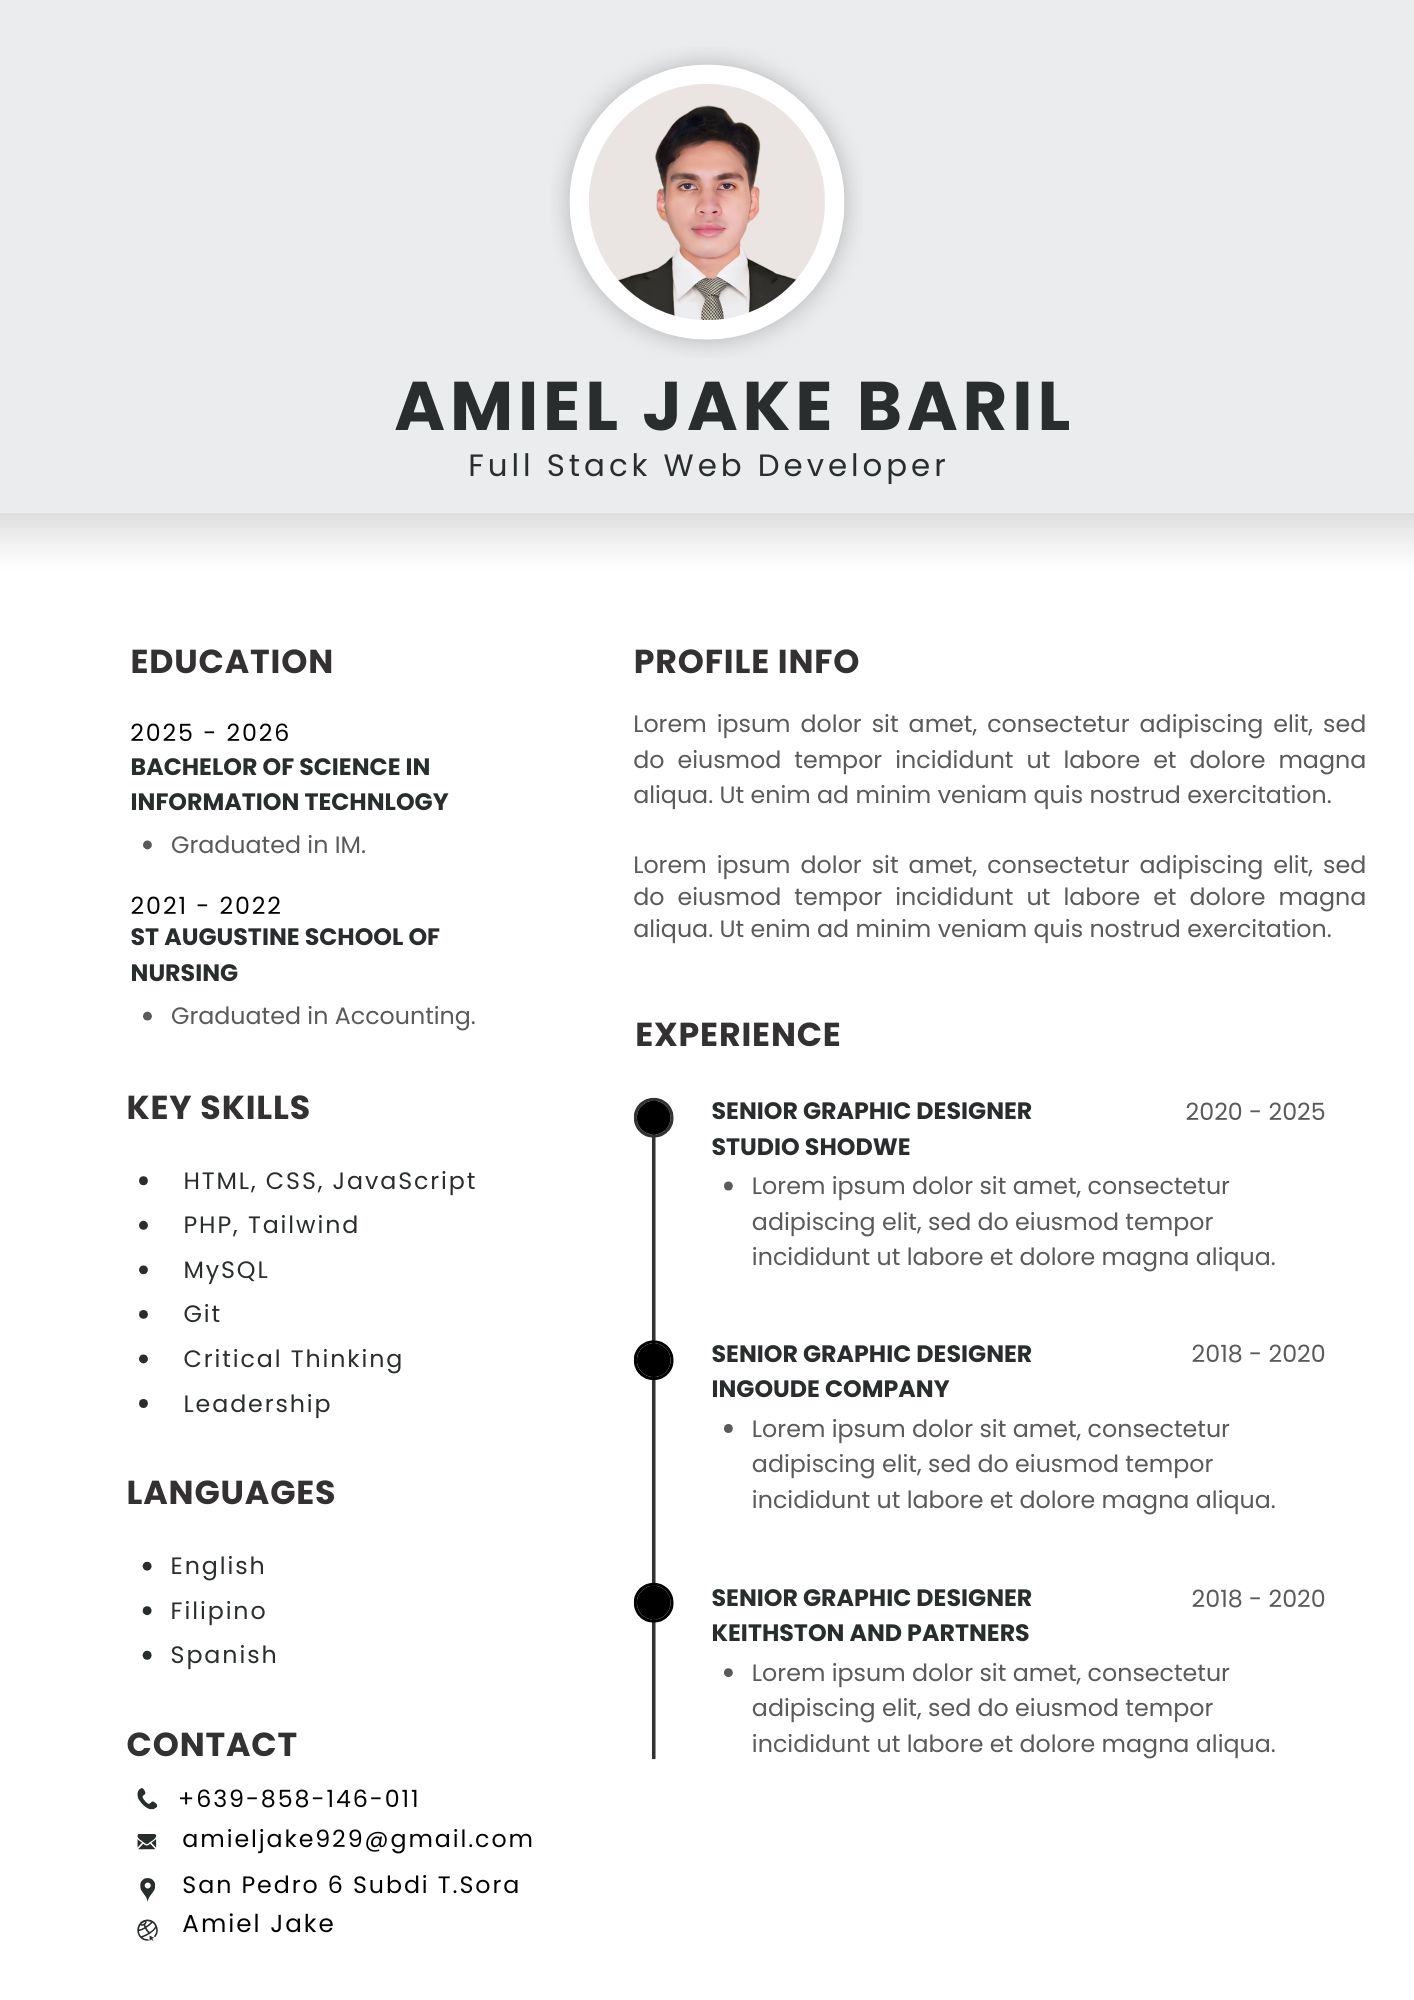 AMIEL JAKE BARIL
Full Stack Web Developer
EDUCATION
2025 - 2026
BACHELOR OF SCIENCE IN
INFORMATION TECHNLOGY
• Graduated in IM.
2021 - 2022
ST AUGUSTINE SCHOOL OF
NURSING
• Graduated in Accounting.
KEY SKILLS
• HTML, CSS, JavaScript
• PHP, Tailwind
• MySQL
• Git
• Critical Thinking
• Leadership
LANGUAGES
• English
• Filipino
• Spanish
CONTACT
+639-858-146-011
amieljake929@gmail.com
San Pedro 6 Subdi T.Sora
Amiel Jake
PROFILE INFO
Lorem ipsum dolor sit amet, consectetur adipiscing elit, sed
do eiusmod tempor incididunt ut labore et dolore magna
aliqua. Ut enim ad minim veniam quis nostrud exercitation.
Lorem ipsum dolor sit amet, consectetur adipiscing elit, sed
do eiusmod tempor incididunt ut labore et dolore magna
aliqua. Ut enim ad minim veniam quis nostrud exercitation.
EXPERIENCE
SENIOR GRAPHIC DESIGNER 2020 - 2025
STUDIO SHODWE
• Lorem ipsum dolor sit amet, consectetur
adipiscing elit, sed do eiusmod tempor
incididunt ut labore et dolore magna aliqua.
SENIOR GRAPHIC DESIGNER 2018 - 2020
INGOUDE COMPANY
• Lorem ipsum dolor sit amet, consectetur
adipiscing elit, sed do eiusmod tempor
incididunt ut labore et dolore magna aliqua.
SENIOR GRAPHIC DESIGNER 2018 - 2020
KEITHSTON AND PARTNERS
• Lorem ipsum dolor sit amet, consectetur
adipiscing elit, sed do eiusmod tempor
incididunt ut labore et dolore magna aliqua.